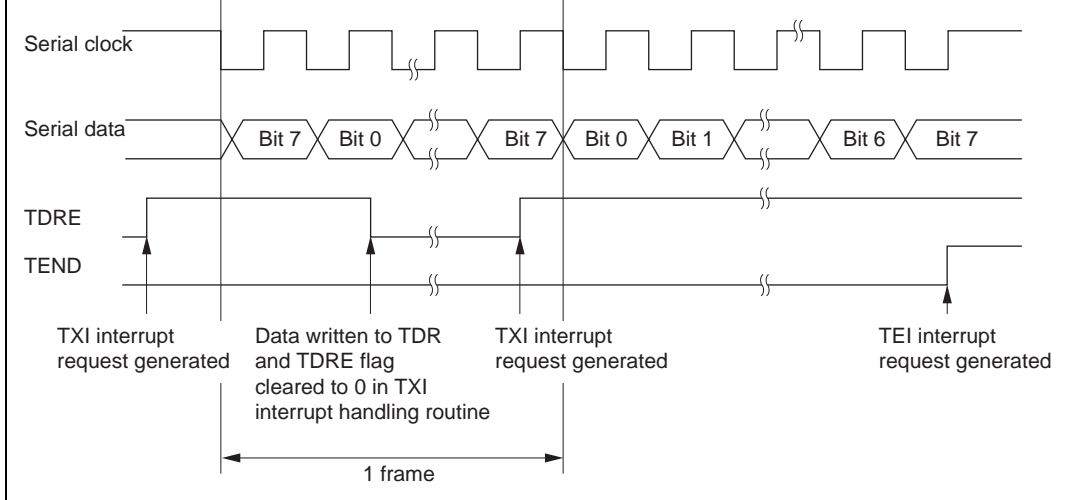 Serial clock
Serial data
Bit 7 Bit 0 Bit 7 Bit 0 Bit 1 Bit 6 Bit 7
TDRE
TEND
TXI interrupt
request generated
Data written to TDR
and TDRE flag
cleared to 0 in TXI
interrupt handling routine
TXI interrupt
request generated
TEI interrupt
request generated
1 frame